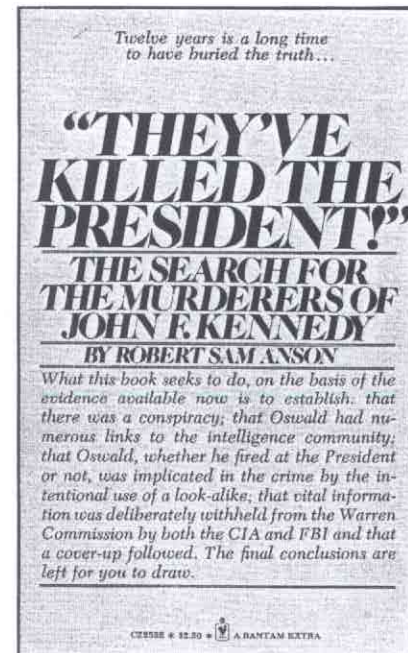 Twelve years is a long time
to have buried the truth...
“THEY’VE
KILLED THE
PRESIDENT!”
THE SEARCH FOR
THE MURDERERS OF
JOHN F. KENNEDY
BY ROBERT SAM ANSON
What this book seeks to do, on the basis of the
evidence available now is to establish: that
there was a conspiracy; that Oswald had nu-
merous links to the intelligence community;
that Oswald, whether he fired at the President
or not, was implicated in the crime by the in-
tentional use of a look-alike; that vital informa-
tion was deliberately withheld from the Warren
Commission by both the CIA and FBI and that
a cover-up followed. The final conclusions are
left for you to draw.
* $2.50 * A BANTAM EXTRA